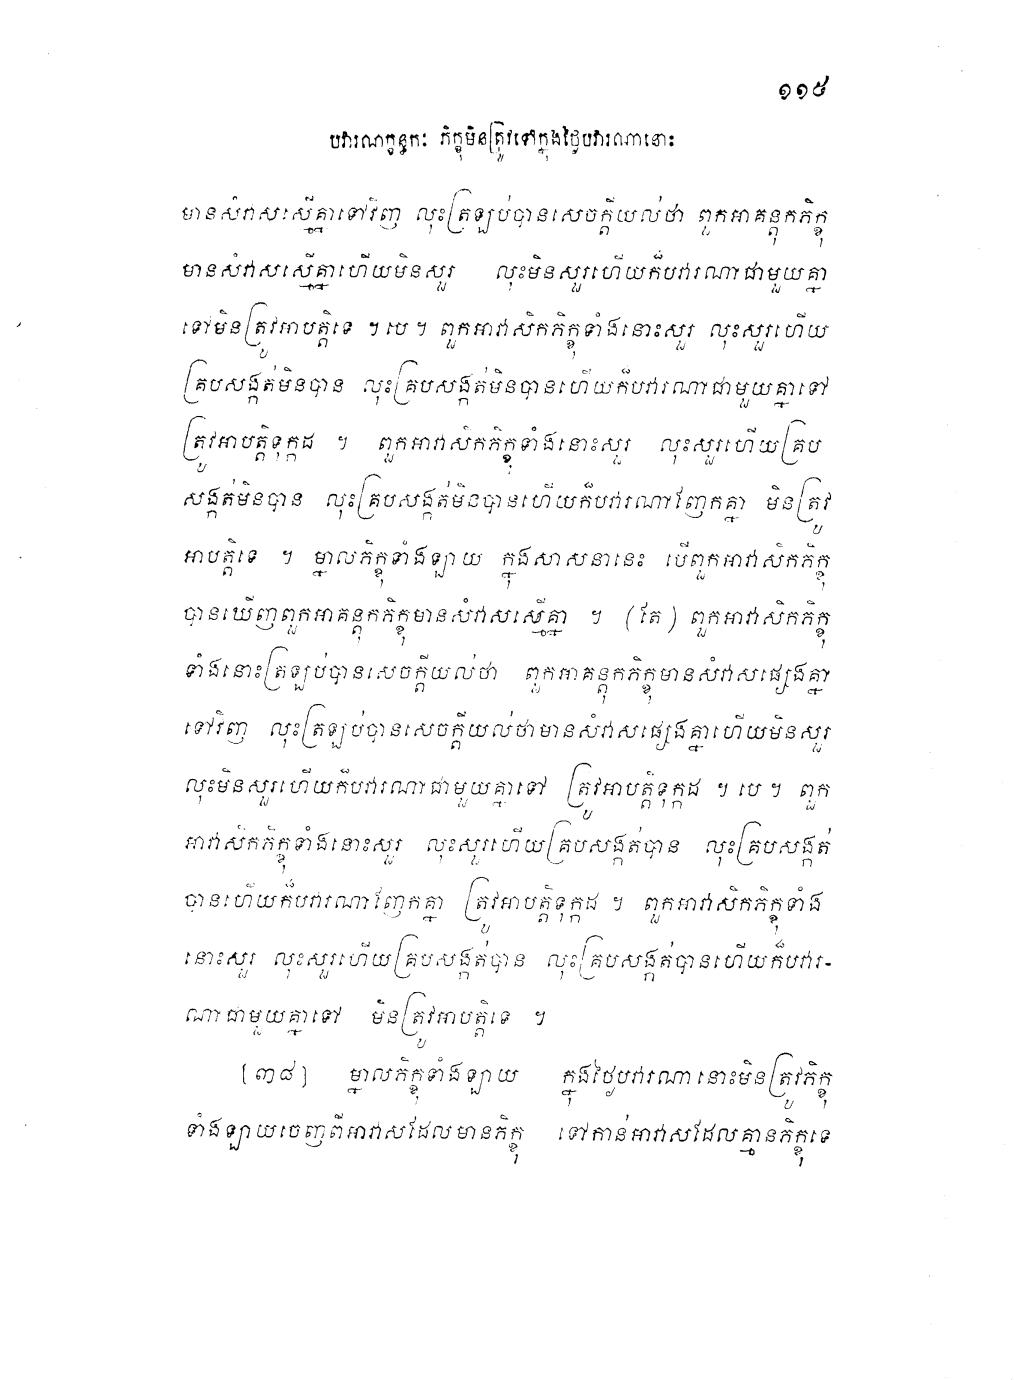 ១១៥
បវារណក្ខន្ធកៈ ភិក្ខុមិនត្រូវទៅក្នុងថ្ងៃបវារណានោះ
មានសំវាសស្មើគ្នាទៅវិញ លុះត្រឡប់បានសេចក្តីយល់ថា ពួកអាគន្តុកភិក្ខុ
មានសំវាសស្មើគ្នាហើយមិនសួរ លុះមិនសួរហើយក៏បវារណាជាមួយគ្នា
ទៅមិនត្រូវអាបត្តិទេ ។ បេ ។ ពួកអាវាសិកភិក្ខុទាំងនោះសួរ លុះសួរហើយ
គ្របសង្កត់មិនបាន លុះគ្របសង្កត់មិនបានហើយក៏បវារណាជាមួយគ្នាទៅ
ត្រូវអាបត្តិទុក្កដ ។ ពួកអាវាសិកភិក្ខុទាំងនោះសួរ លុះសួរហើយគ្រប
សង្កត់មិនបាន លុះគ្របសង្កត់មិនបានហើយក៏បវារណាញែកគ្នា មិនត្រូវ
អាបត្តិទេ ។ ម្នាលភិក្ខុទាំងឡាយ ក្នុងសាសនានេះ បើពួកអាវាសិកភិក្ខុ
បានឃើញពួកអាគន្តុកភិក្ខុមានសំវាសស្មើគ្នា ។ (តែ) ពួកអាវាសិកភិក្ខុ
ទាំងនោះត្រឡប់បានសេចក្តីយល់ថា ពួកអាគន្តុកភិក្ខុមានសំវាសផ្សេងគ្នា
ទៅវិញ លុះត្រឡប់បានសេចក្តីយល់ថាមានសំវាសផ្សេងគ្នាហើយមិនសួរ
លុះមិនសួរហើយក៏បវារណាជាមួយគ្នាទៅ ត្រូវអាបត្តិទុក្កដ ។ បេ ។ ពួក
អាវាសិកភិក្ខុទាំងនោះសួរ លុះសួរហើយគ្របសង្កត់បាន លុះគ្របសង្កត់
បានហើយក៏បវារណាញែកគ្នា ត្រូវអាបត្តិទុក្កដ ។ ពួកអាវាសិកភិក្ខុទាំង
នោះសួរ លុះសួរហើយគ្របសង្កត់បាន លុះគ្របសង្កត់បានហើយក៏បវារ-
ណាជាមួយគ្នាទៅ មិនត្រូវអាបត្តិទេ ។
[៣៨] ម្នាលភិក្ខុទាំងឡាយ ក្នុងថ្ងៃបវារណានោះមិនត្រូវភិក្ខុ
ទាំងឡាយចេញពីអាវាសដែលមានភិក្ខុ ទៅកាន់អាវាសដែលគ្មានភិក្ខុទេ